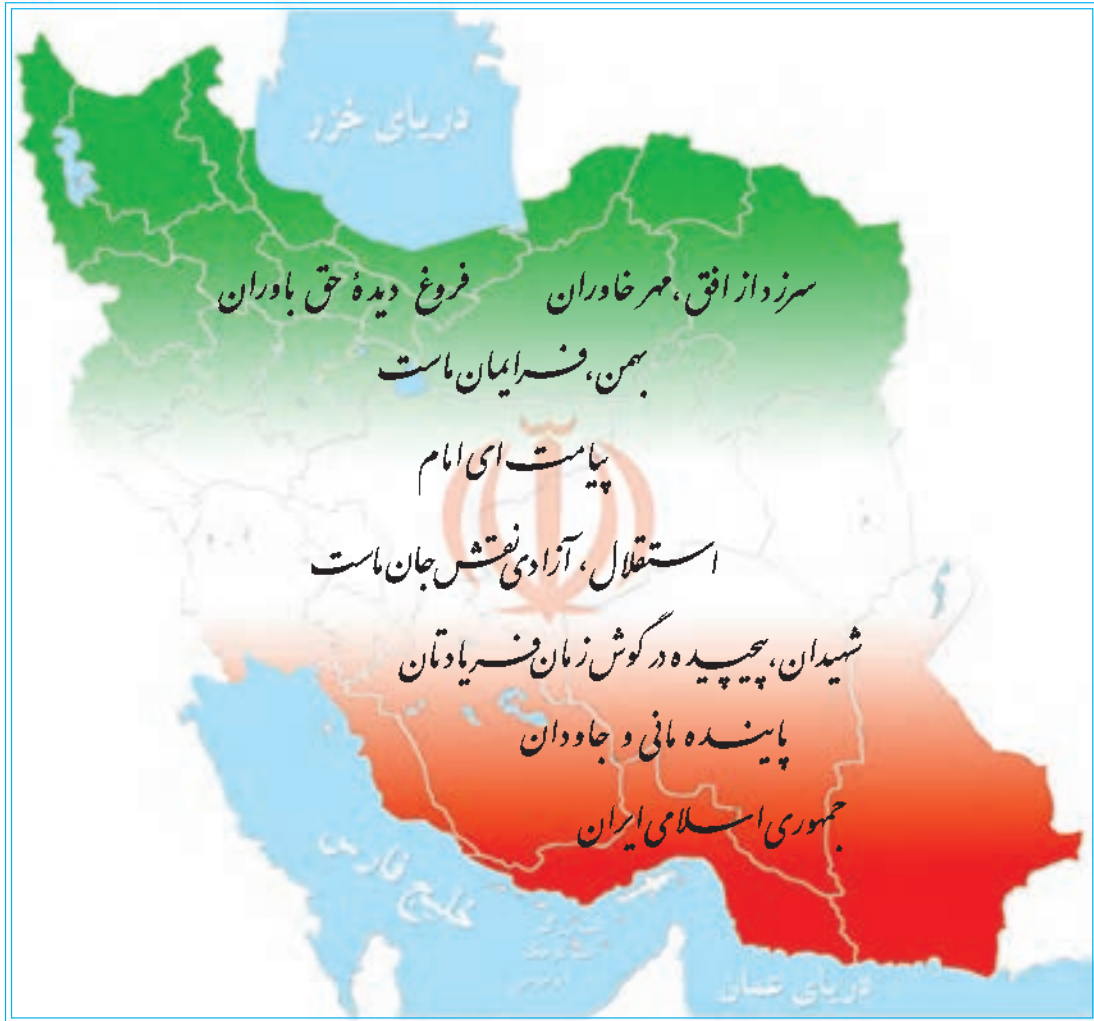 دریای خزر
سرزد از افق، مهر خاوران فروغ دیدهٔ حق باوران
بهمن، فر ایمان ماست
پیامت ای امام
استقلال، آزادی نقش جان ماست
شهیدان، پیچیده در گوش زمان فریادتان
پاینده مانی و جاودان
جمهوری اسلامی ایران
خلیج فارس
دریای عمان